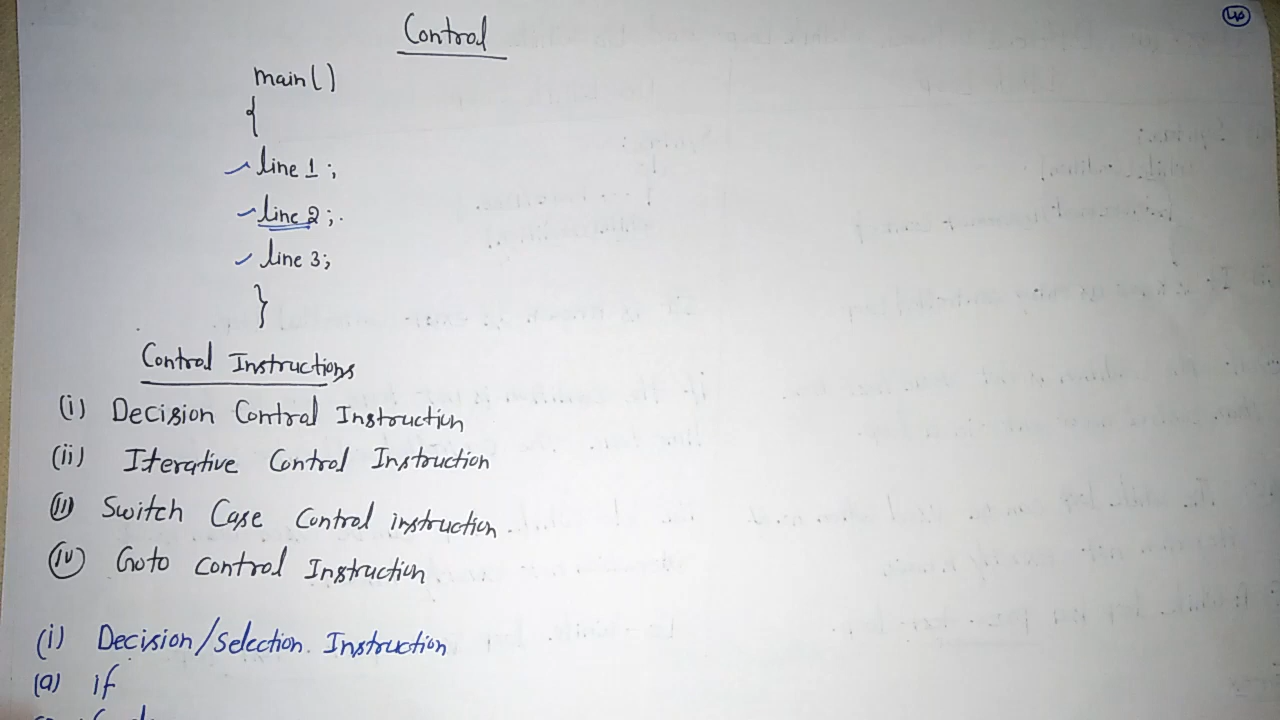 Control
main()
{
line 1;
line 2;.
line 3;
}
Control Instructions
(i) Decision Control Instruction
(ii) Iterative Control Instruction
(iii) Switch Case Control instruction
(iv) Goto control Instruction
(i) Decision/Selection. Instruction
(a) if